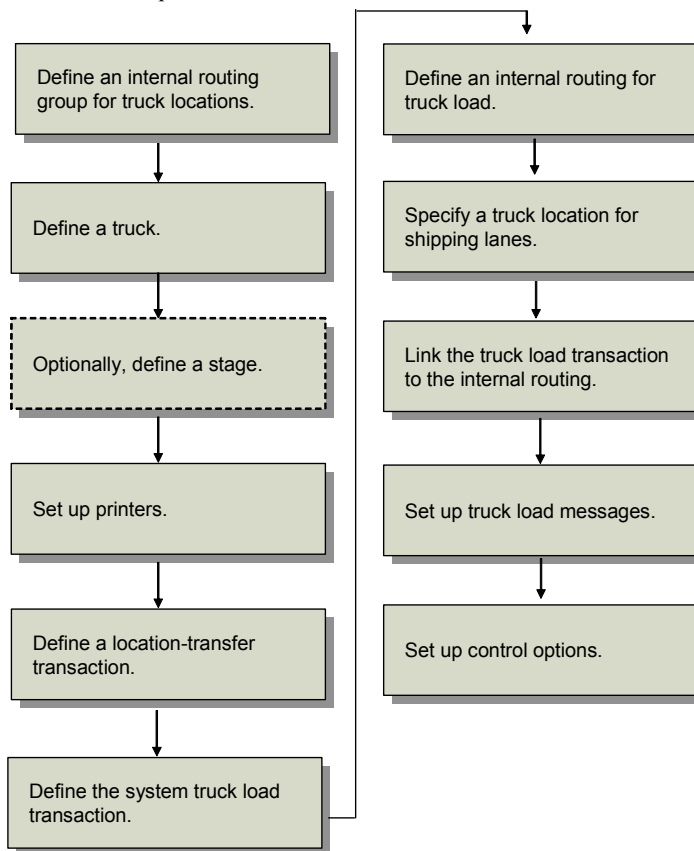 Define an internal routing
group for truck locations.
Define a truck.
Optionally, define a stage.
Set up printers.
Define a location-transfer
transaction.
Define the system truck load
transaction.
Define an internal routing for
truck load.
Specify a truck location for
shipping lanes.
Link the truck load transaction
to the internal routing.
Set up truck load messages.
Set up control options.